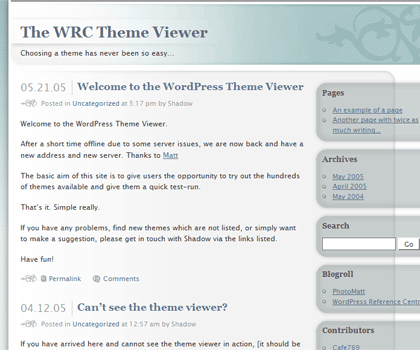 The WRC Theme Viewer
Choosing a theme has never been so easy...
05.21.05 Welcome to the WordPress Theme Viewer
Posted in Uncategorized at 5:17 pm by Shadow
Welcome to the WordPress Theme Viewer.
After a short time offline due to some server issues, we are now back and have a
new address and new server. Thanks to Matt
The basic aim of this site is to give users the opportunity to try out the hundreds
of themes available and give them a quick test-run.
That's it. Simple really.
If you have any problems, find new themes which are not listed, or simply want
to make a suggestion, please get in touch with Shadow via the links listed.
Have fun!
Permalink Comments
04.12.05 Can't see the theme viewer?
Posted in Uncategorized at 12:57 am by Shadow
If you have arrived here and cannot see the theme viewer in action, [it should be
Pages
An example of a page
Another page with twice as
much writing...
Archives
May 2005
April 2005
May 2004
Search
Go
Blogroll
PhotoMatt
WordPress Reference Centr
Contributors
Cafe789